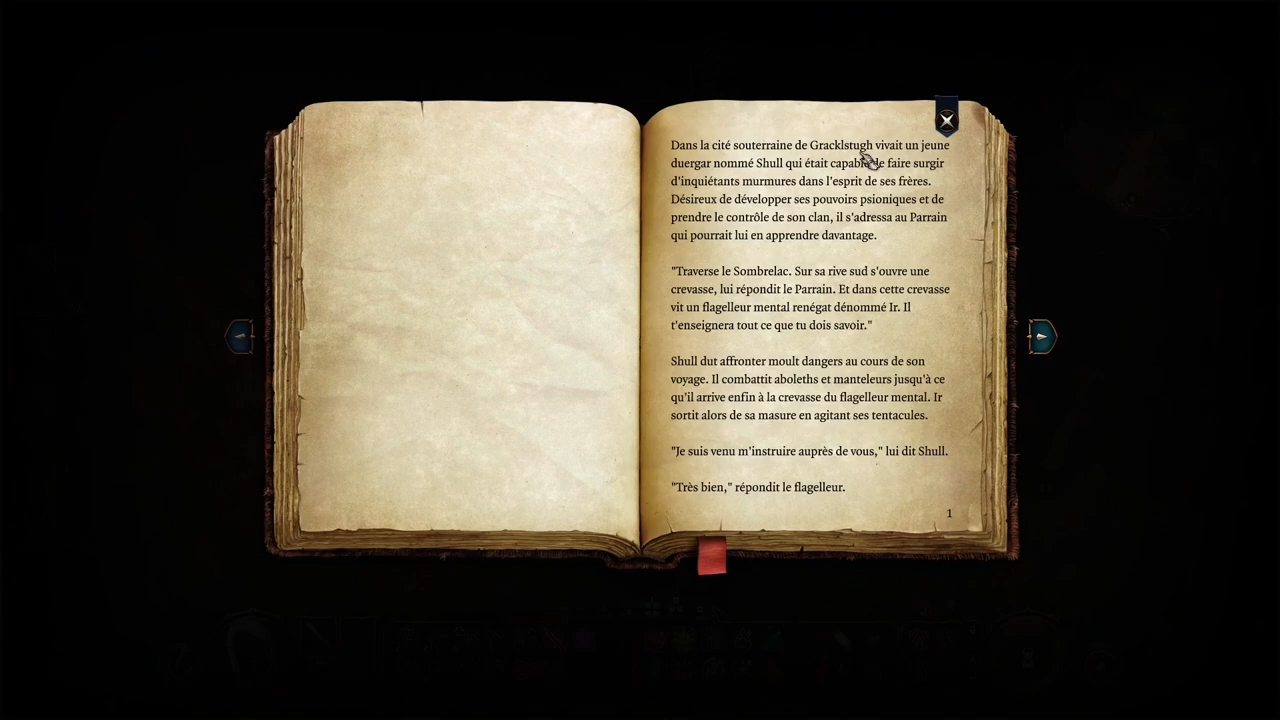 Dans la cité souterraine de Gracklstugh vivait un jeune
duergar nommé Shull qui était capable de faire surgir
d'inquiétants murmures dans l'esprit de ses frères.
Désireux de développer ses pouvoirs psioniques et de
prendre le contrôle de son clan, il s'adressa au Parrain
qui pourrait lui en apprendre davantage.
"Traverse le Sombrelac. Sur sa rive sud s'ouvre une
crevasse, lui répondit le Parrain. Et dans cette crevasse
vit un flagelleur mental renégat dénommé Ir. Il
t'enseignera tout ce que tu dois savoir."
Shull dut affronter moult dangers au cours de son
voyage. Il combattit aboleths et manteleurs jusqu'à ce
qu'il arrive enfin à la crevasse du flagelleur mental. Ir
sortit alors de sa masure en agitant ses tentacules.
"Je suis venu m'instruire auprès de vous," lui dit Shull.
"Très bien," répondit le flagelleur.
1